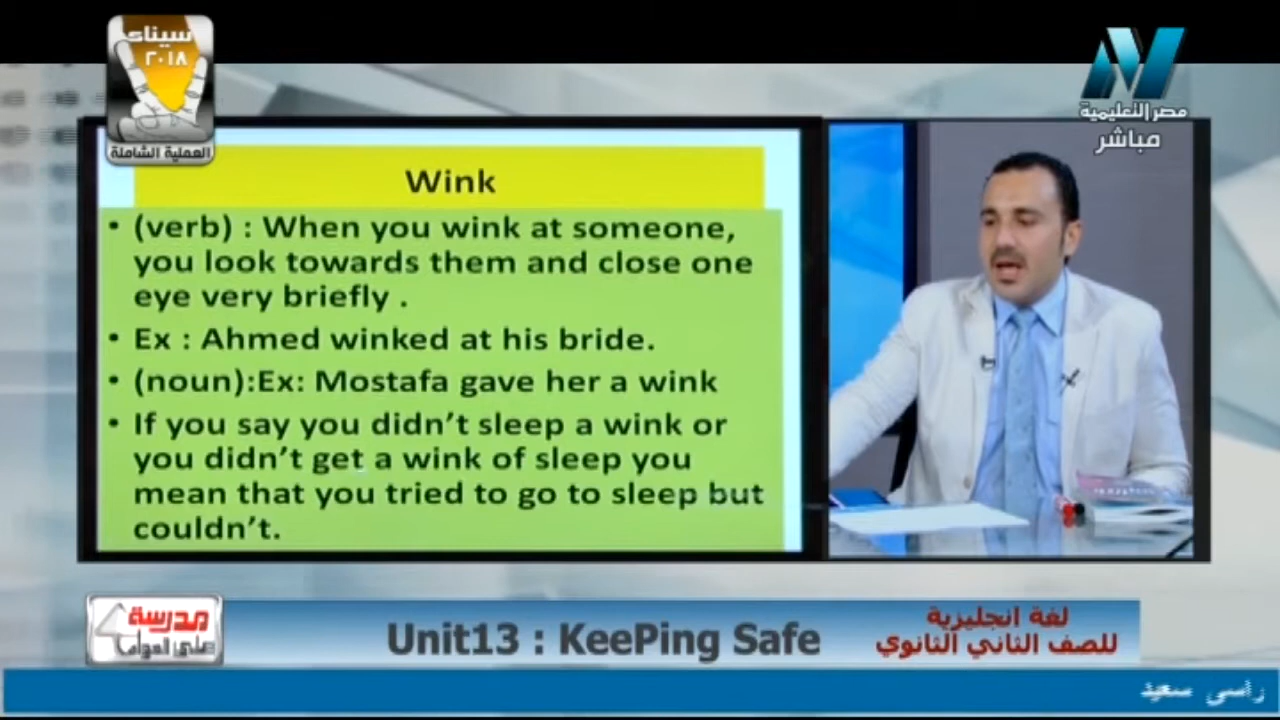 سيناء
٢٠١٨
العملية الشاملة
مصر التعليمية
مباشر
Wink
• (verb) : When you wink at someone,
you look towards them and close one
eye very briefly .
• Ex : Ahmed winked at his bride.
• (noun):Ex: Mostafa gave her a wink
• If you say you didn't sleep a wink or
you didn't get a wink of sleep you
mean that you tried to go to sleep but
couldn't.
مدرسة
على الهواء
Unit13 : KeePing Safe
لغة انجليزية
للصف الثاني الثانوي
سعيد